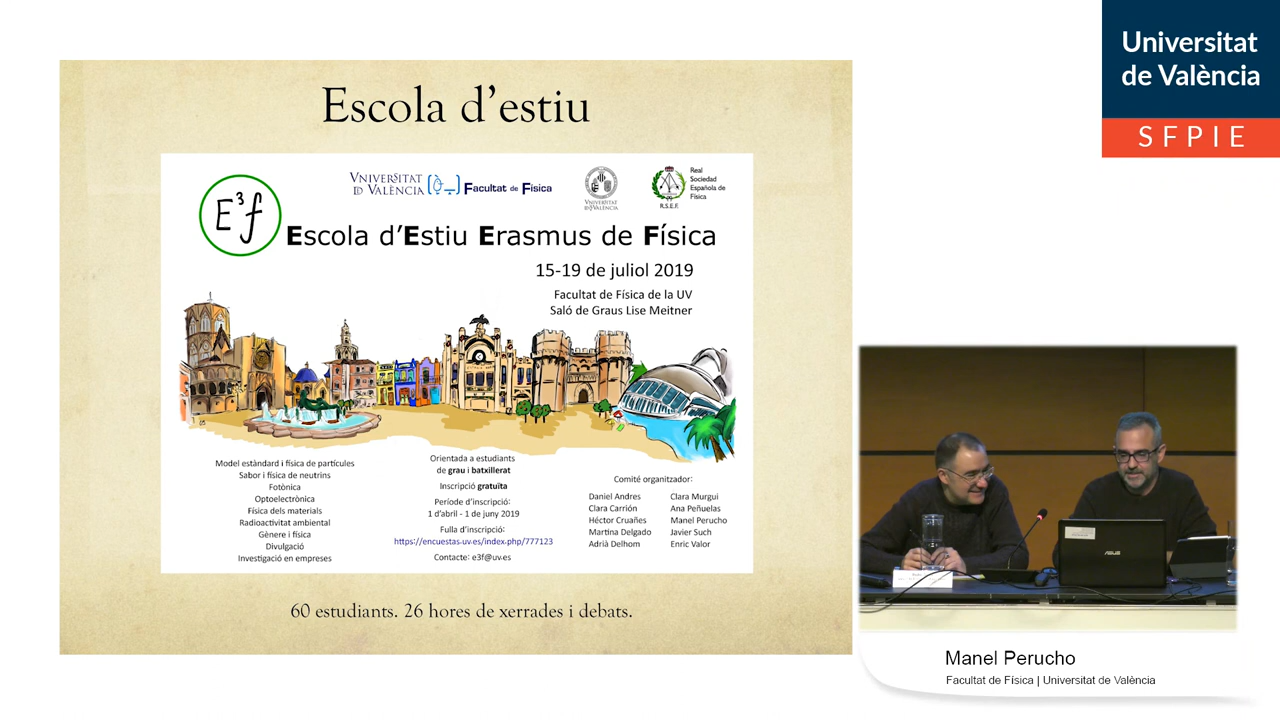 Universitat
de València
SFPIE
Escola d'estiu
E³f
VNIVERSITAT
ID VALÈNCIA
Facultat de Física
VNIVERSITAT
ID VALÈNCIA
Real
Sociedad
Española de
Física
R.S.E.F.
Escola d'Estiu Erasmus de Física
15-19 de juliol 2019
Facultat de Física de la UV
Saló de Graus Lise Meitner
Model estàndard i física de partícules
Sabor i física de neutrins
Fotònica
Optoelectrònica
Física dels materials
Radioactivitat ambiental
Gènere i física
Divulgació
Investigació en empreses
Orientada a estudiants
de grau i batxillerat
Inscripció gratuïta
Període d'inscripció:
1 d'abril - 1 de juny 2019
Fulla d'inscripció:
https://encuestas.uv.es/index.php/777123
Contacte: e3f@uv.es
Comité organitzador:
Daniel Andres
Clara Carrión
Héctor Cruañes
Martina Delgado
Adrià Delhom
Clara Murgui
Ana Peñuelas
Manel Perucho
Javier Such
Enric Valor
60 estudiants. 26 hores de xerrades i debats.
ASUS
Manel Perucho
Facultat de Física | Universitat de València